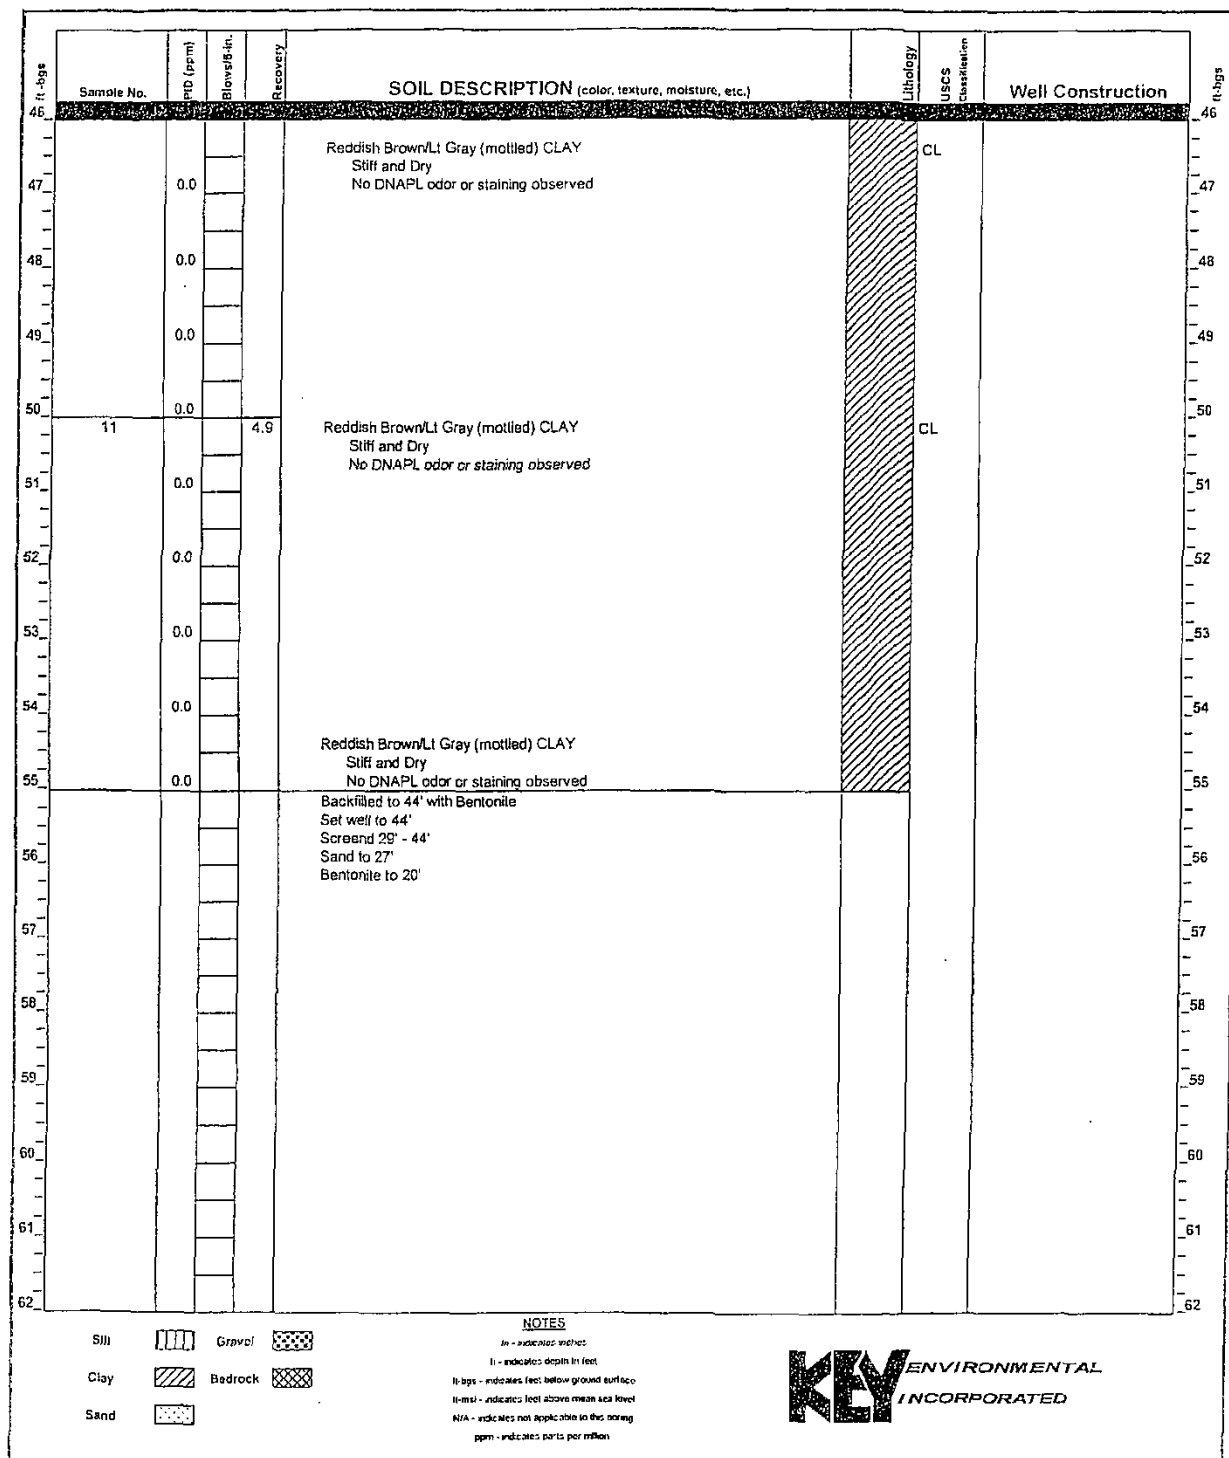 ft-bgs
Sample No.
PID (ppm)
Blows/6-in.
Recovery
SOIL DESCRIPTION (color, texture, moisture, etc.)
Lithology
USCS
Classification
Well Construction
ft-bgs
46 46
Reddish Brown/Lt Gray (mottled) CLAY CL
Stiff and Dry
0.0 No DNAPL odor or staining observed
47 47
0.0
48 48
0.0
49 49
0.0
50 50
11 4.9 Reddish Brown/Lt Gray (mottled) CLAY CL
Stiff and Dry
No DNAPL odor or staining observed
0.0
51 51
0.0
52 52
0.0
53 53
0.0
54 54
Reddish Brown/Lt Gray (mottled) CLAY
Stiff and Dry
0.0 No DNAPL odor or staining observed
55 55
Backfilled to 44' with Bentonite
Set well to 44'
Screend 29' - 44'
Sand to 27'
56 56
Bentonite to 20'
57 57
58 58
59 59
60 60
61 61
62 62
Silt Gravel
Clay Bedrock
Sand
NOTES
in - indicates inches
ft - indicates depth in feet
ft-bgs - indicates feet below ground surface
ft-msl - indicates feet above mean sea level
N/A - indicates not applicable to this boring
ppm - indicates parts per million
KEY ENVIRONMENTAL
INCORPORATED